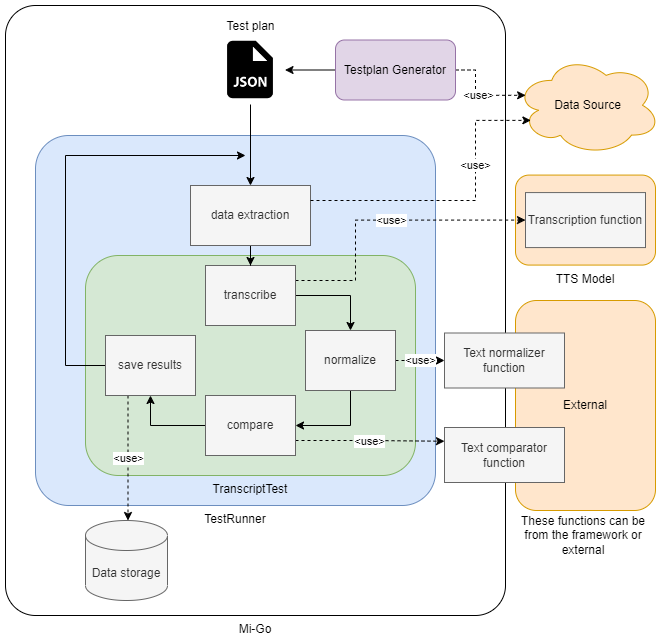 Test plan
JSON
Testplan Generator
<use>
Data Source
<use>
data extraction
<use>
Transcription function
TTS Model
transcribe
normalize
<use>
Text normalizer
function
External
save results
compare
<use>
Text comparator
function
<use>
TranscriptTest
TestRunner
These functions can be
from the framework or
external
Data storage
Mi-Go